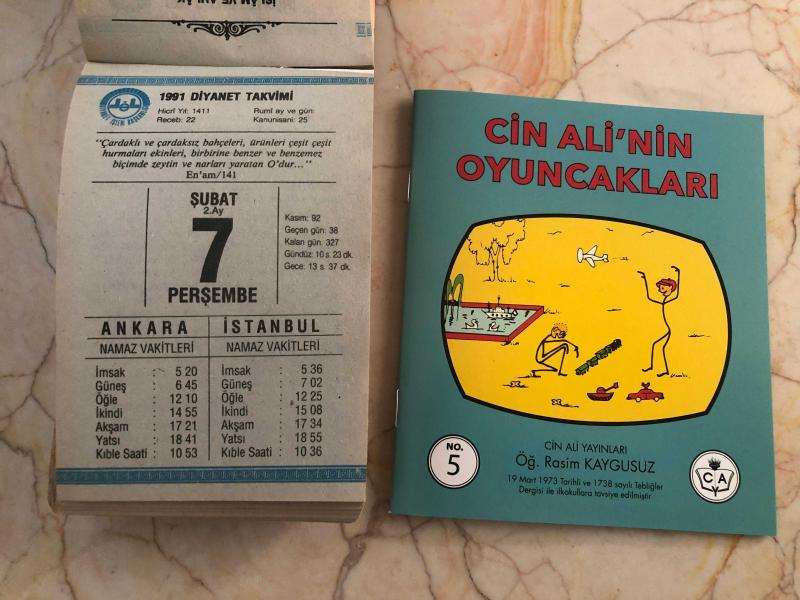 İSLÂM VE AHLÂK
1991 DİYANET TAKVİMİ
Hicrî Yıl: 1411
Receb: 22
Rumî ay ve gün:
Kanunisani: 25
"Çardaklı ve çardaksız bahçeleri, ürünleri çeşit çeşit
hurmaları ekinleri, birbirine benzer ve benzemez
biçimde zeytin ve narları yaratan O'dur..."
En'am/141
ŞUBAT
2.Ay
7
PERŞEMBE
Kasım: 92
Geçen gün: 38
Kalan gün: 327
Gündüz: 10 s. 23 dk.
Gece: 13 s. 37 dk.
ANKARA
NAMAZ VAKİTLERİ
İmsak : 5 20
Güneş : 6 45
Öğle : 12 10
İkindi : 14 55
Akşam : 17 21
Yatsı : 18 41
Kıble Saati : 10 53
İSTANBUL
NAMAZ VAKİTLERİ
İmsak : 5 36
Güneş : 7 02
Öğle : 12 25
İkindi : 15 08
Akşam : 17 34
Yatsı : 18 55
Kıble Saati : 10 36
CİN ALİ'NİN
OYUNCAKLARI
NO.
5
CİN ALİ YAYINLARI
Öğ. Rasim KAYGUSUZ
19 Mart 1973 Tarihli ve 1738 sayılı Tebliğler
Dergisi ile ilkokullara tavsiye edilmiştir
C A
Y